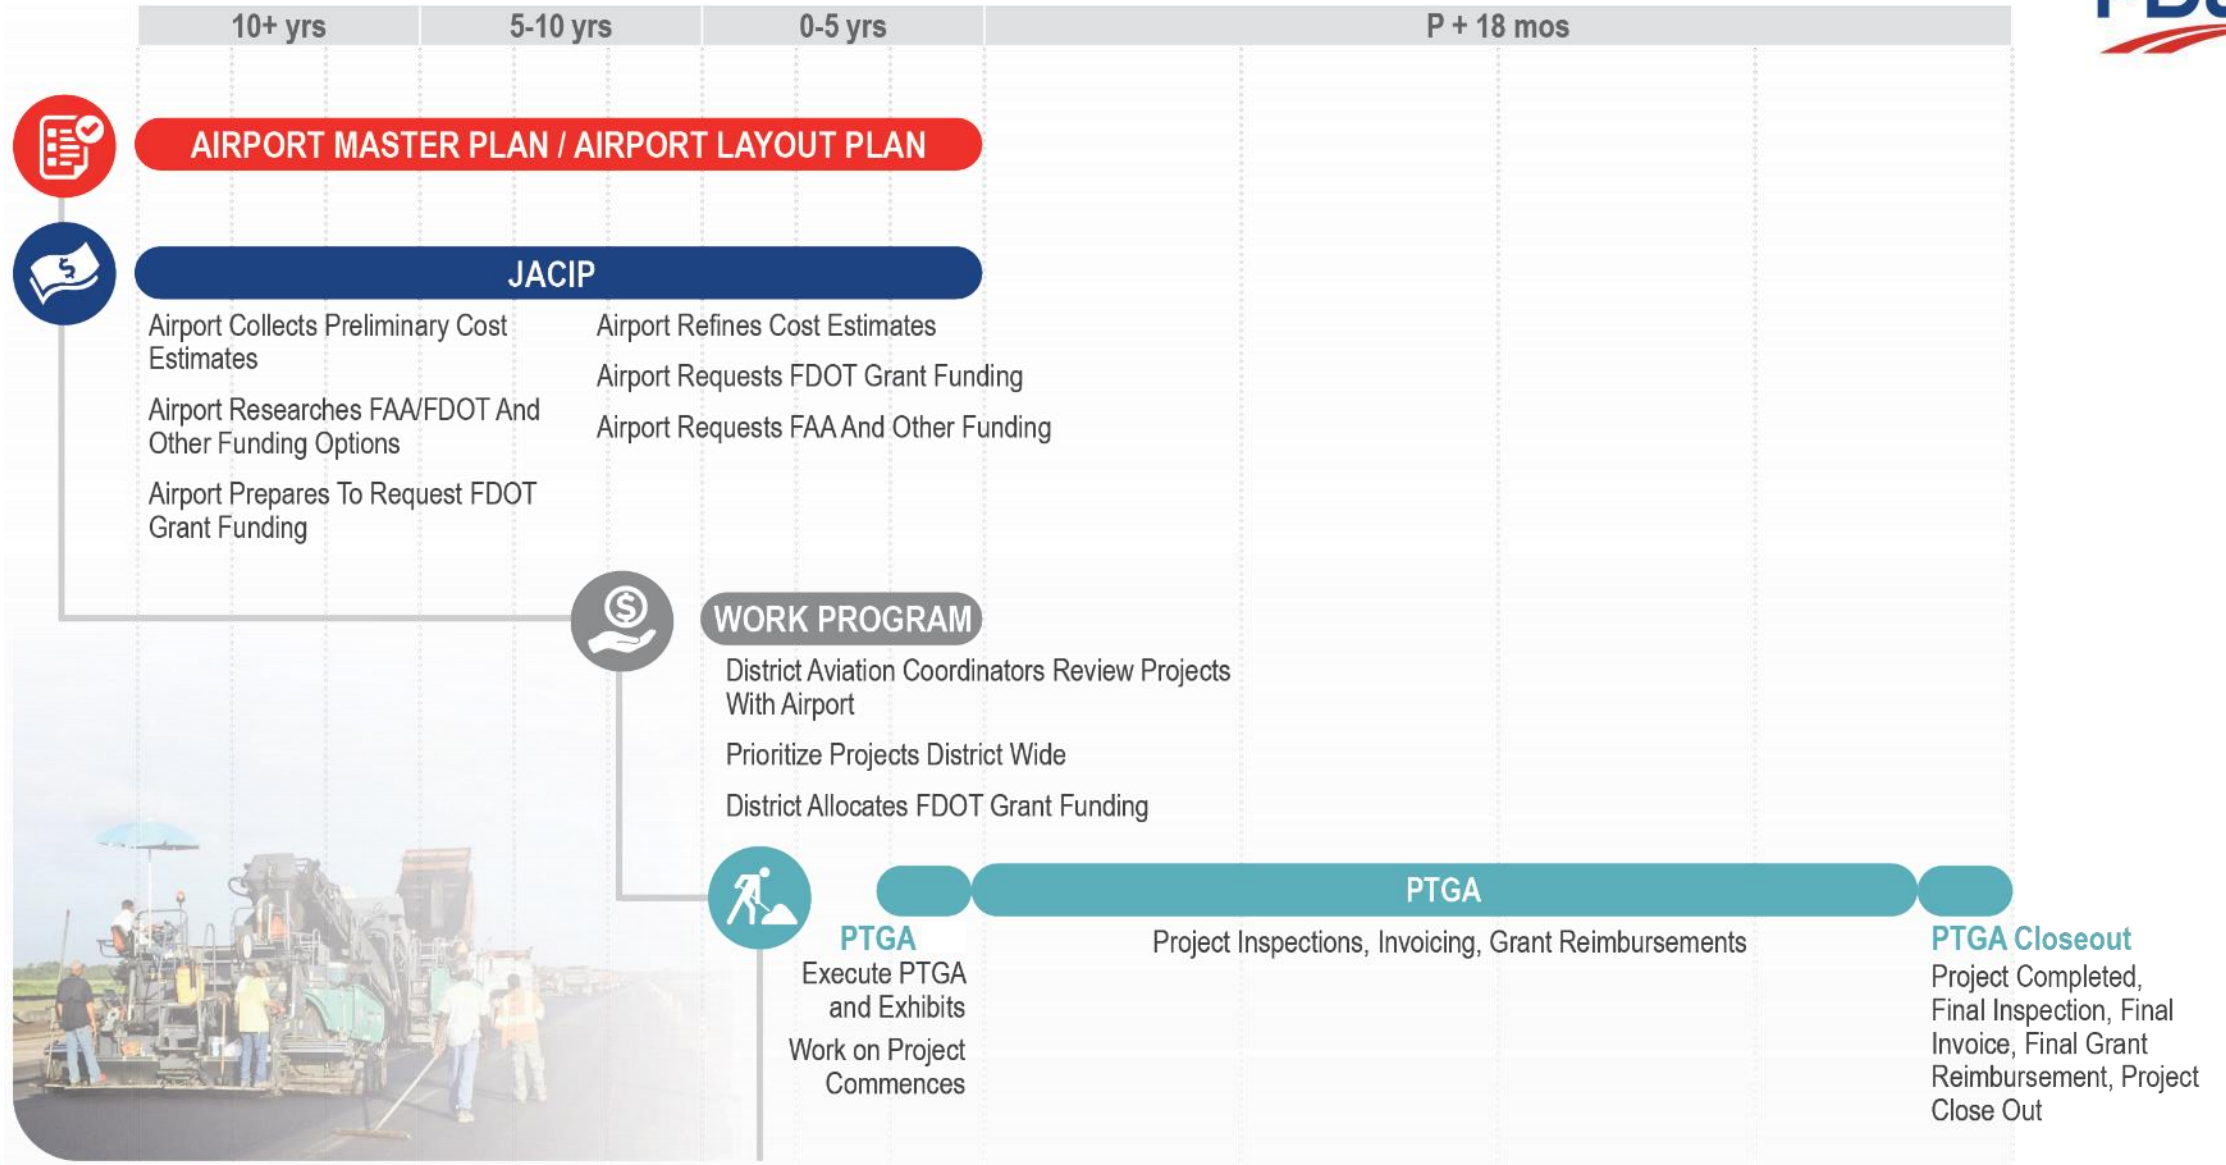 10+ yrs
5-10 yrs
0-5 yrs
P + 18 mos
AIRPORT MASTER PLAN / AIRPORT LAYOUT PLAN
JACIP
Airport Collects Preliminary Cost
Estimates
Airport Researches FAA/FDOT And
Other Funding Options
Airport Prepares To Request FDOT
Grant Funding
Airport Refines Cost Estimates
Airport Requests FDOT Grant Funding
Airport Requests FAA And Other Funding
WORK PROGRAM
District Aviation Coordinators Review Projects
With Airport
Prioritize Projects District Wide
District Allocates FDOT Grant Funding
PTGA
Execute PTGA
and Exhibits
Work on Project
Commences
PTGA
Project Inspections, Invoicing, Grant Reimbursements
PTGA Closeout
Project Completed,
Final Inspection, Final
Invoice, Final Grant
Reimbursement, Project
Close Out